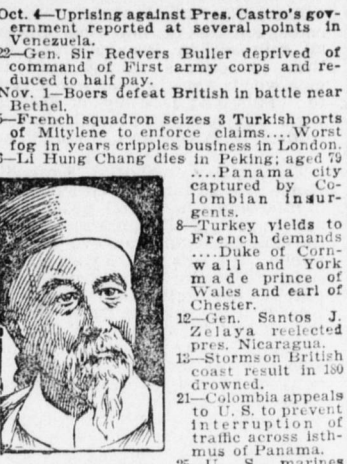 Oct. 4—Uprising against Pres. Castro's gov-
ernment reported at several points in
Venezuela.
22—Gen. Sir Redvers Buller deprived of
command of First army corps and re-
duced to half pay.
Nov. 1—Boers defeat British in battle near
Bethel.
5—French squadron seizes 3 Turkish ports
of Mitylene to enforce claims....Worst
fog in years cripples business in London.
6—Li Hung Chang dies in Peking; aged 79
....Panama city
captured by Co-
lombian insur-
gents.
8—Turkey yields to
French demands
....Duke of Corn-
wall and York
made prince of
Wales and earl of
Chester.
12—Gen. Santos J.
Zelaya reelected
pres. Nicaragua.
13—Storms on British
coast result in 180
drowned.
21—Colombia appeals
to U. S. to prevent
interruption of
traffic across isth-
mus of Panama.
25—U. S. marines